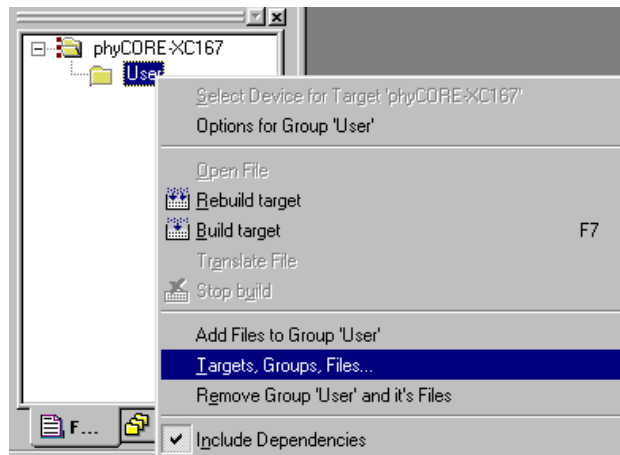 phyCORE-XC167
User
Select Device for Target 'phyCORE-XC167'
Options for Group 'User'
Open File
Rebuild target
Build target F7
Translate File
Stop build
Add Files to Group 'User'
Targets, Groups, Files...
Remove Group 'User' and it's Files
F...
Include Dependencies